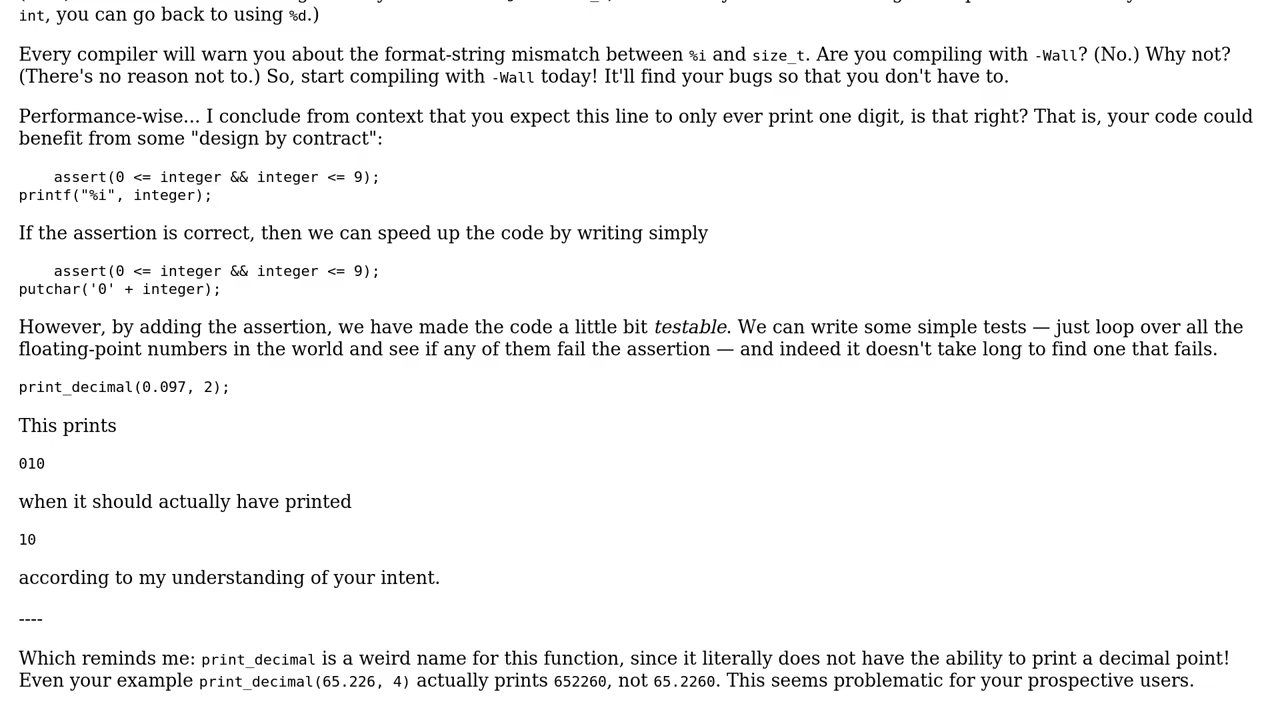 int, you can go back to using %d.)
Every compiler will warn you about the format-string mismatch between %i and size_t. Are you compiling with -Wall? (No.) Why not?
(There's no reason not to.) So, start compiling with -Wall today! It'll find your bugs so that you don't have to.
Performance-wise... I conclude from context that you expect this line to only ever print one digit, is that right? That is, your code could
benefit from some "design by contract":
    assert(0 <= integer && integer <= 9);
printf("%i", integer);
If the assertion is correct, then we can speed up the code by writing simply
    assert(0 <= integer && integer <= 9);
putchar('0' + integer);
However, by adding the assertion, we have made the code a little bit testable. We can write some simple tests — just loop over all the
floating-point numbers in the world and see if any of them fail the assertion — and indeed it doesn't take long to find one that fails.
print_decimal(0.097, 2);
This prints
010
when it should actually have printed
10
according to my understanding of your intent.
----
Which reminds me: print_decimal is a weird name for this function, since it literally does not have the ability to print a decimal point!
Even your example print_decimal(65.226, 4) actually prints 652260, not 65.2260. This seems problematic for your prospective users.